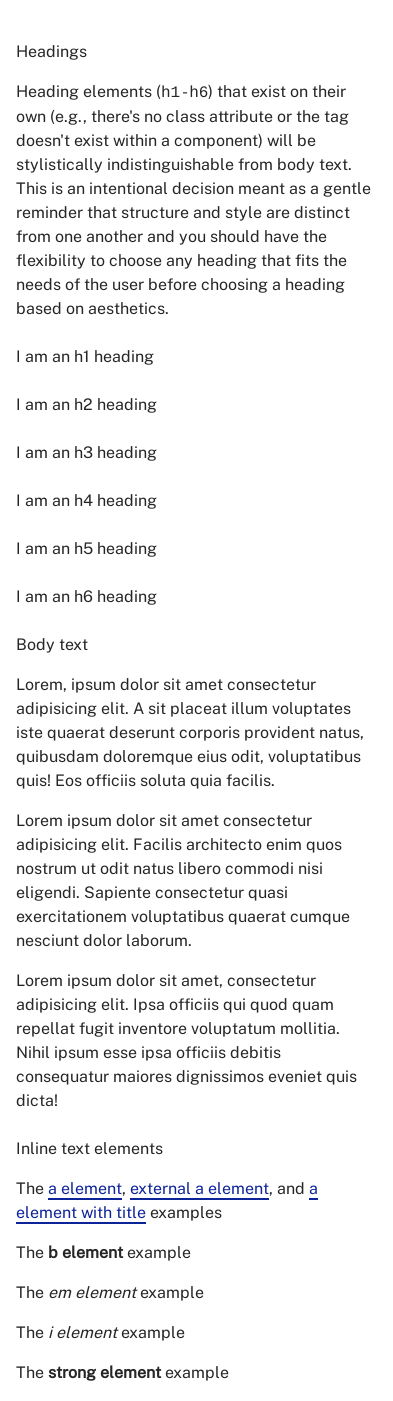 Headings
Heading elements (h1-h6) that exist on their
own (e.g., there's no class attribute or the tag
doesn't exist within a component) will be
stylistically indistinguishable from body text.
This is an intentional decision meant as a gentle
reminder that structure and style are distinct
from one another and you should have the
flexibility to choose any heading that fits the
needs of the user before choosing a heading
based on aesthetics.
I am an h1 heading
I am an h2 heading
I am an h3 heading
I am an h4 heading
I am an h5 heading
I am an h6 heading
Body text
Lorem, ipsum dolor sit amet consectetur
adipisicing elit. A sit placeat illum voluptates
iste quaerat deserunt corporis provident natus,
quibusdam doloremque eius odit, voluptatibus
quis! Eos officiis soluta quia facilis.
Lorem ipsum dolor sit amet consectetur
adipisicing elit. Facilis architecto enim quos
nostrum ut odit natus libero commodi nisi
eligendi. Sapiente consectetur quasi
exercitationem voluptatibus quaerat cumque
nesciunt dolor laborum.
Lorem ipsum dolor sit amet, consectetur
adipisicing elit. Ipsa officiis qui quod quam
repellat fugit inventore voluptatum mollitia.
Nihil ipsum esse ipsa officiis debitis
consequatur maiores dignissimos eveniet quis
dicta!
Inline text elements
The a element, external a element, and a
element with title examples
The b element example
The em element example
The i element example
The strong element example